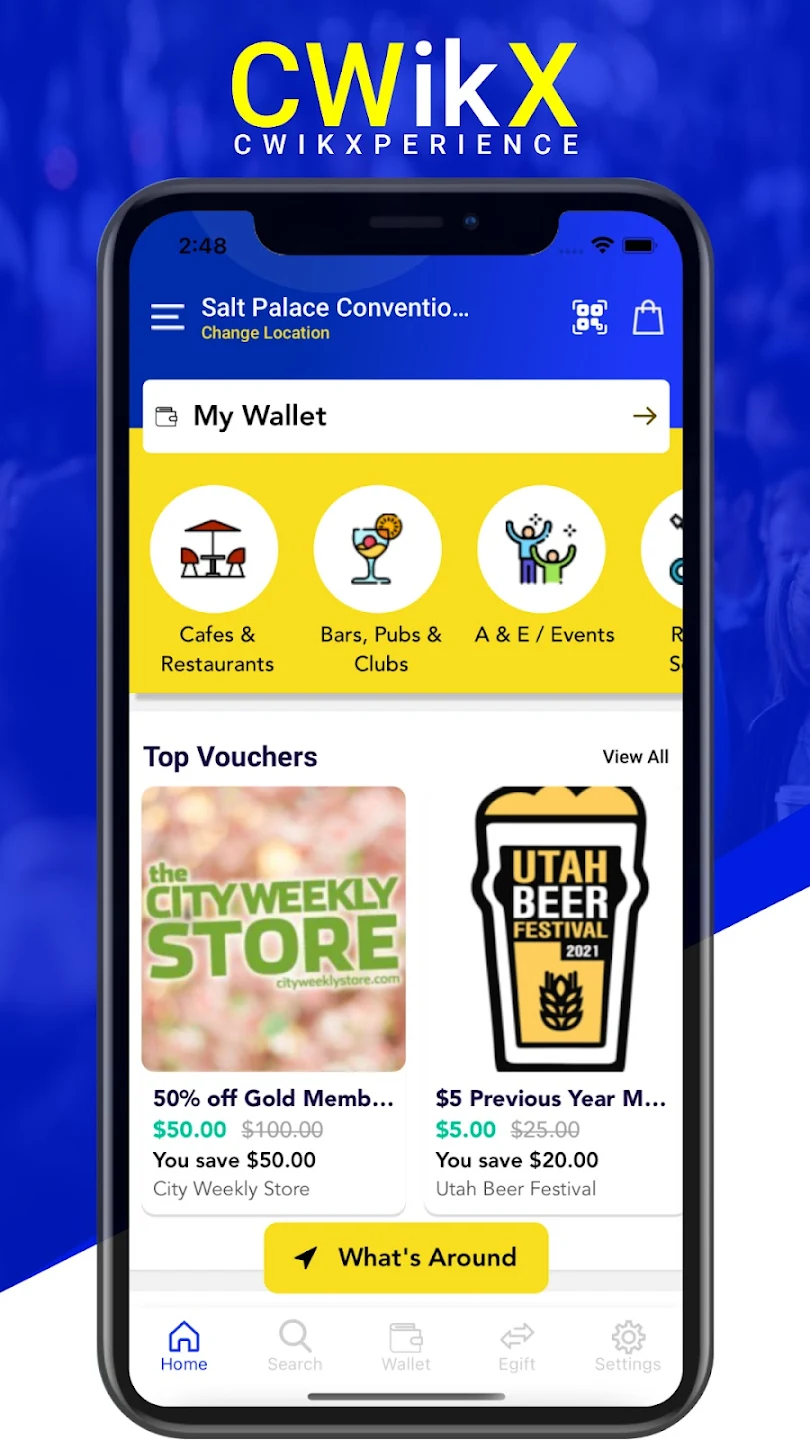 CWikX
CWIKXPERIENCE
2:48
Salt Palace Conventio...
Change Location
My Wallet
Cafes &
Restaurants
Bars, Pubs &
Clubs
A & E / Events
R
S
Top Vouchers
View All
the
CITY WEEKLY
STORE
cityweeklystore.com
UTAH
BEER
FESTIVAL
2021
50% off Gold Memb...
$50.00 $100.00
You save $50.00
City Weekly Store
$5 Previous Year M...
$5.00 $25.00
You save $20.00
Utah Beer Festival
What's Around
Home
Search
Wallet
Egift
Settings